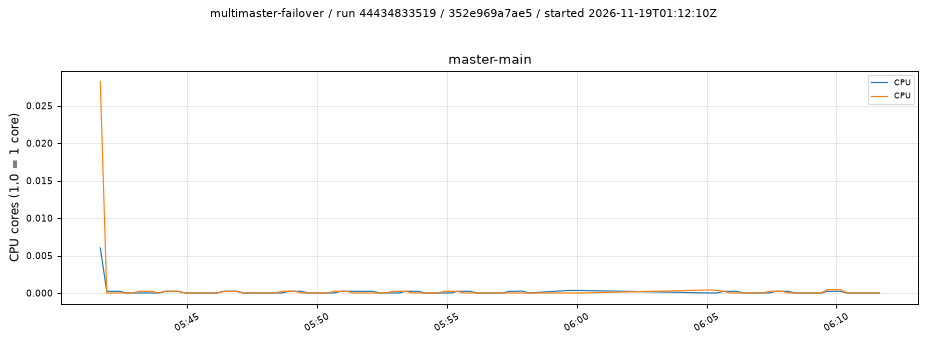 multimaster-failover / run 44434833519 / 352e969a7ae5 / started 2026-11-19T01:12:10Z
master-main
CPU
CPU
CPU cores (1.0 = 1 core)
0.025
0.020
0.015
0.010
0.005
0.000
05:45
05:50
05:55
06:00
06:05
06:10